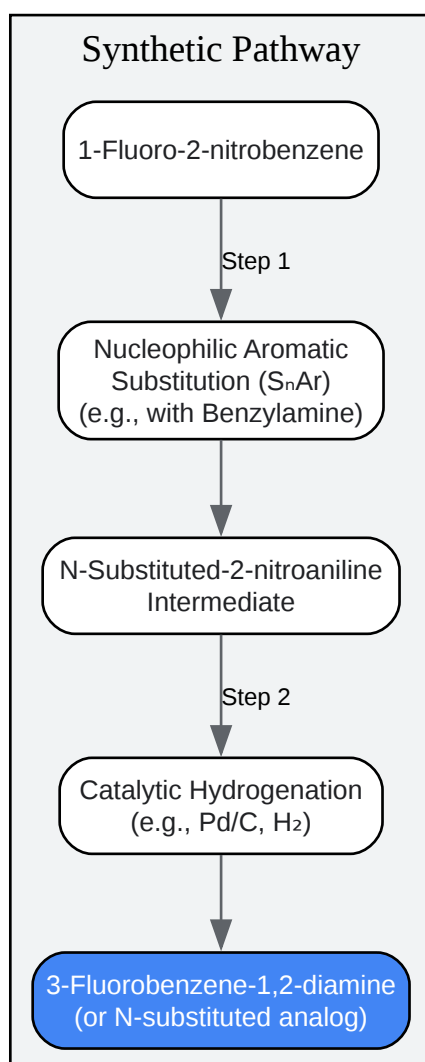 Synthetic Pathway
1-Fluoro-2-nitrobenzene
Step 1
Nucleophilic Aromatic
Substitution (SₙAr)
(e.g., with Benzylamine)
N-Substituted-2-nitroaniline
Intermediate
Step 2
Catalytic Hydrogenation
(e.g., Pd/C, H₂)
3-Fluorobenzene-1,2-diamine
(or N-substituted analog)